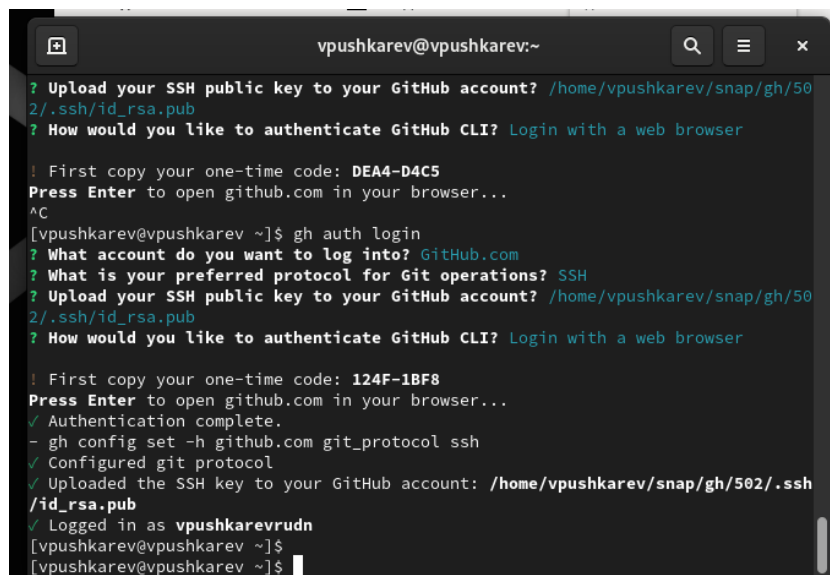 vpushkarev@vpushkarev:~
? Upload your SSH public key to your GitHub account? /home/vpushkarev/snap/gh/50
2/.ssh/id_rsa.pub
? How would you like to authenticate GitHub CLI? Login with a web browser
! First copy your one-time code: DEA4-D4C5
Press Enter to open github.com in your browser...
^C
[vpushkarev@vpushkarev ~]$ gh auth login
? What account do you want to log into? GitHub.com
? What is your preferred protocol for Git operations? SSH
? Upload your SSH public key to your GitHub account? /home/vpushkarev/snap/gh/50
2/.ssh/id_rsa.pub
? How would you like to authenticate GitHub CLI? Login with a web browser
! First copy your one-time code: 124F-1BF8
Press Enter to open github.com in your browser...
✓ Authentication complete.
- gh config set -h github.com git_protocol ssh
✓ Configured git protocol
✓ Uploaded the SSH key to your GitHub account: /home/vpushkarev/snap/gh/502/.ssh
/id_rsa.pub
✓ Logged in as vpushkarevrudn
[vpushkarev@vpushkarev ~]$
[vpushkarev@vpushkarev ~]$